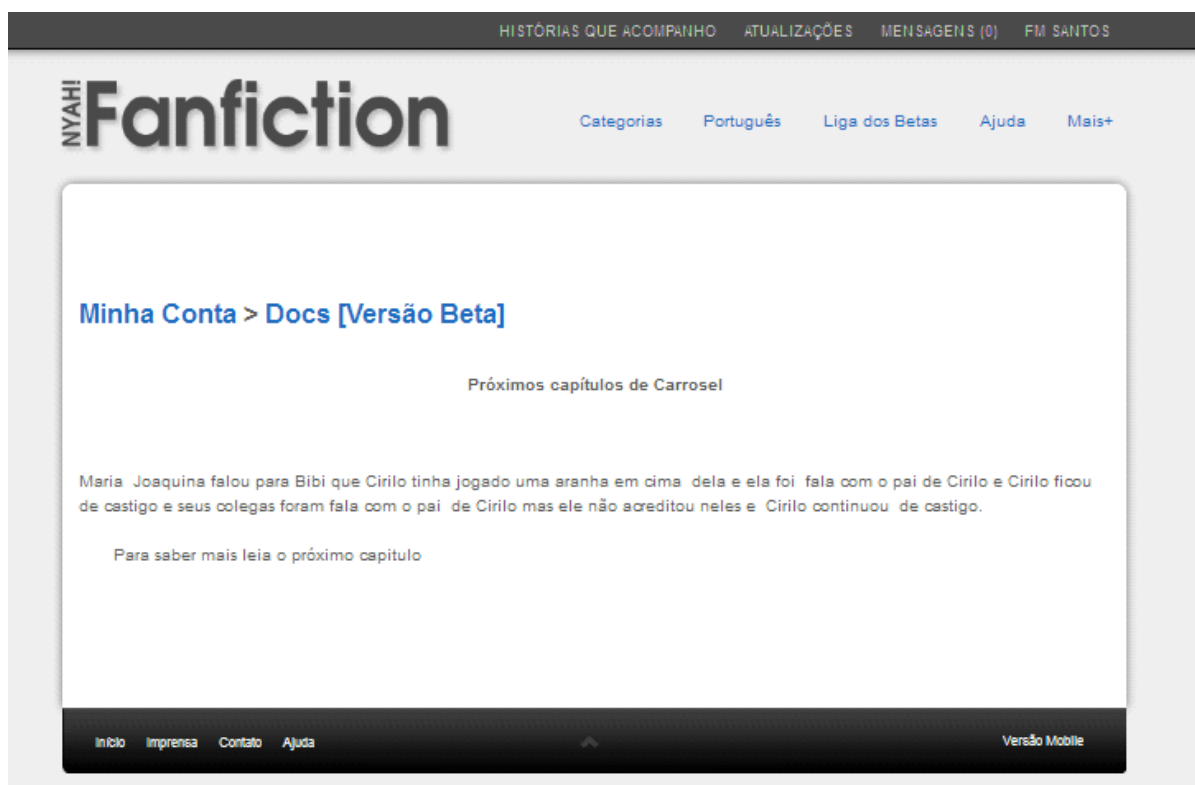 HISTÓRIAS QUE ACOMPANHO ATUALIZAÇÕES MENSAGENS (0) FM SANTOS
NYAH! Fanfiction
Categorias Português Liga dos Betas Ajuda Mais+
Minha Conta > Docs [Versão Beta]
Próximos capítulos de Carrosel
Maria Joaquina falou para Bibi que Cirilo tinha jogado uma aranha em cima dela e ela foi fala com o pai de Cirilo e Cirilo ficou
de castigo e seus colegas foram fala com o pai de Cirilo mas ele não acreditou neles e Cirilo continuou de castigo.
Para saber mais leia o próximo capitulo
Início Imprensa Contato Ajuda Versão Mobile